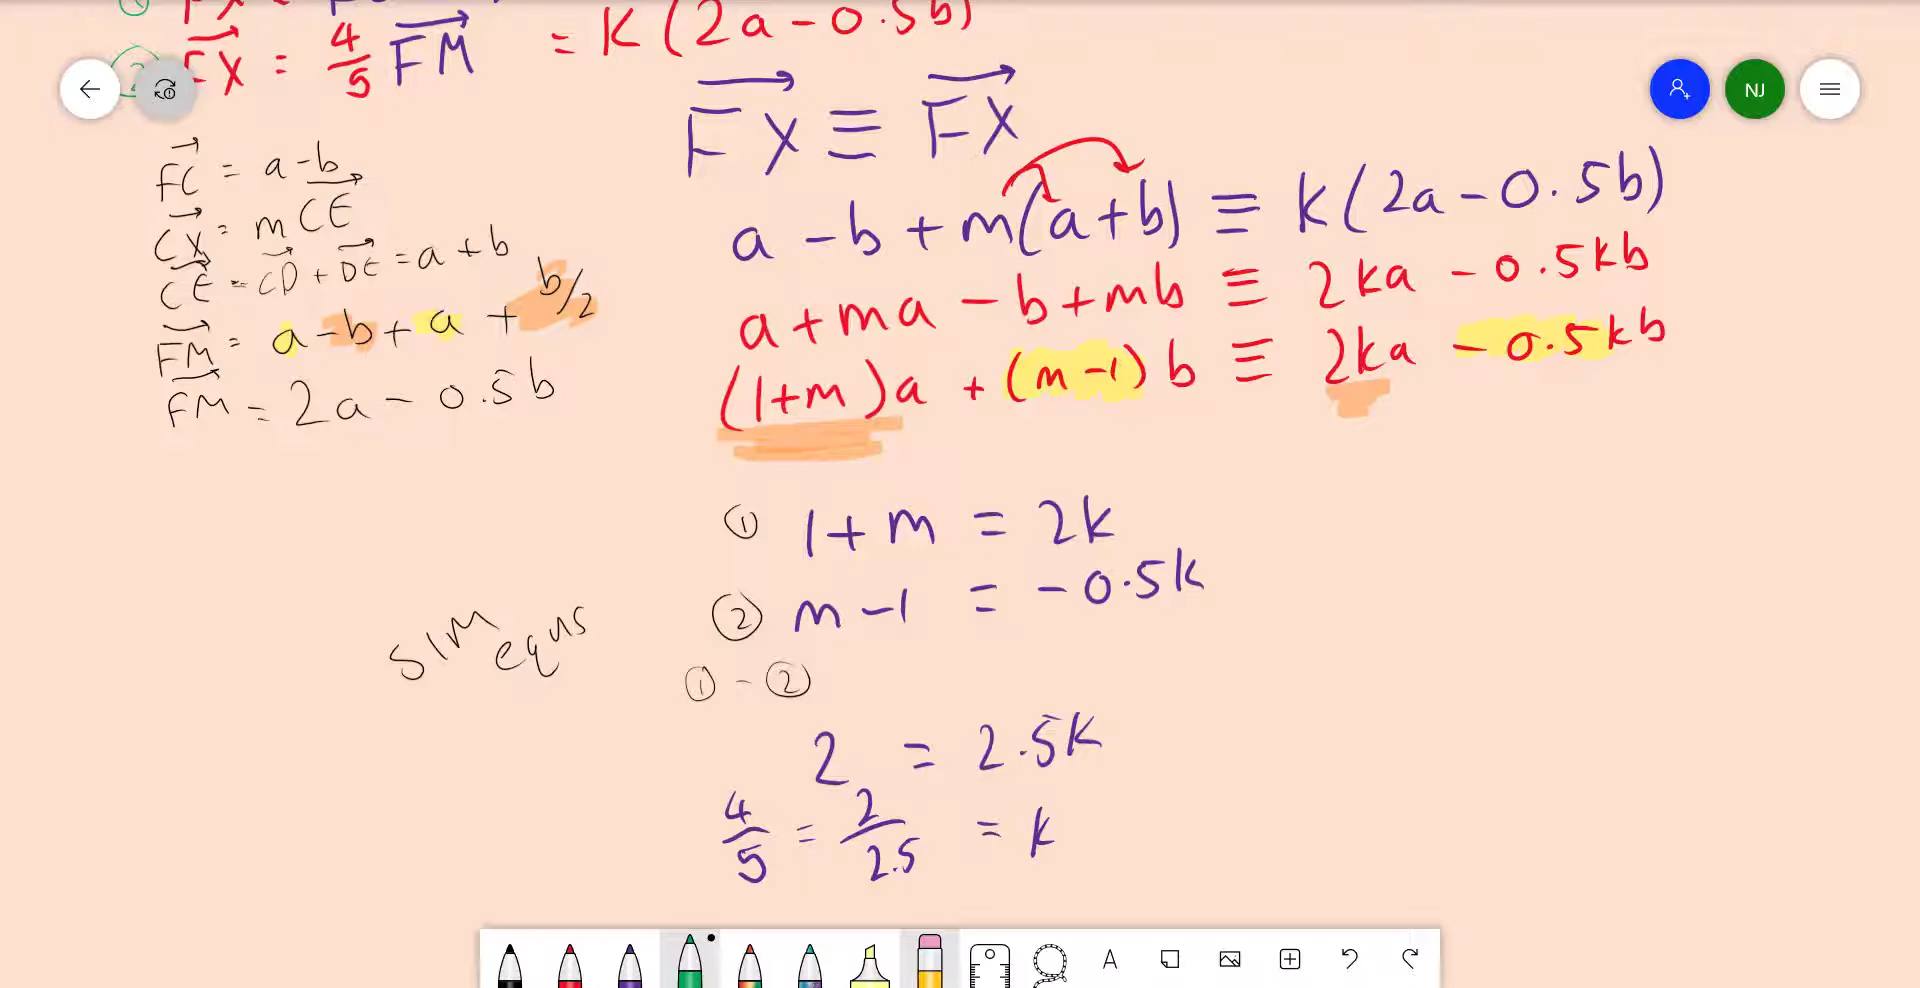 FX = 4/5 FM = k(2a - 0.5b)
FX ≡ FX
NJ
FC = a - b
CX = mCE
CE = CD + DE = a + b
FM = a - b + a + b/2
FM = 2a - 0.5b
a - b + m(a + b) ≡ k(2a - 0.5b)
a + ma - b + mb ≡ 2ka - 0.5kb
(1+m)a + (m-1)b ≡ 2ka - 0.5kb
① 1 + m = 2k
② m - 1 = -0.5k
SIM equs
① - ②
2 = 2.5k
4/5 = 2/2.5 = k
A